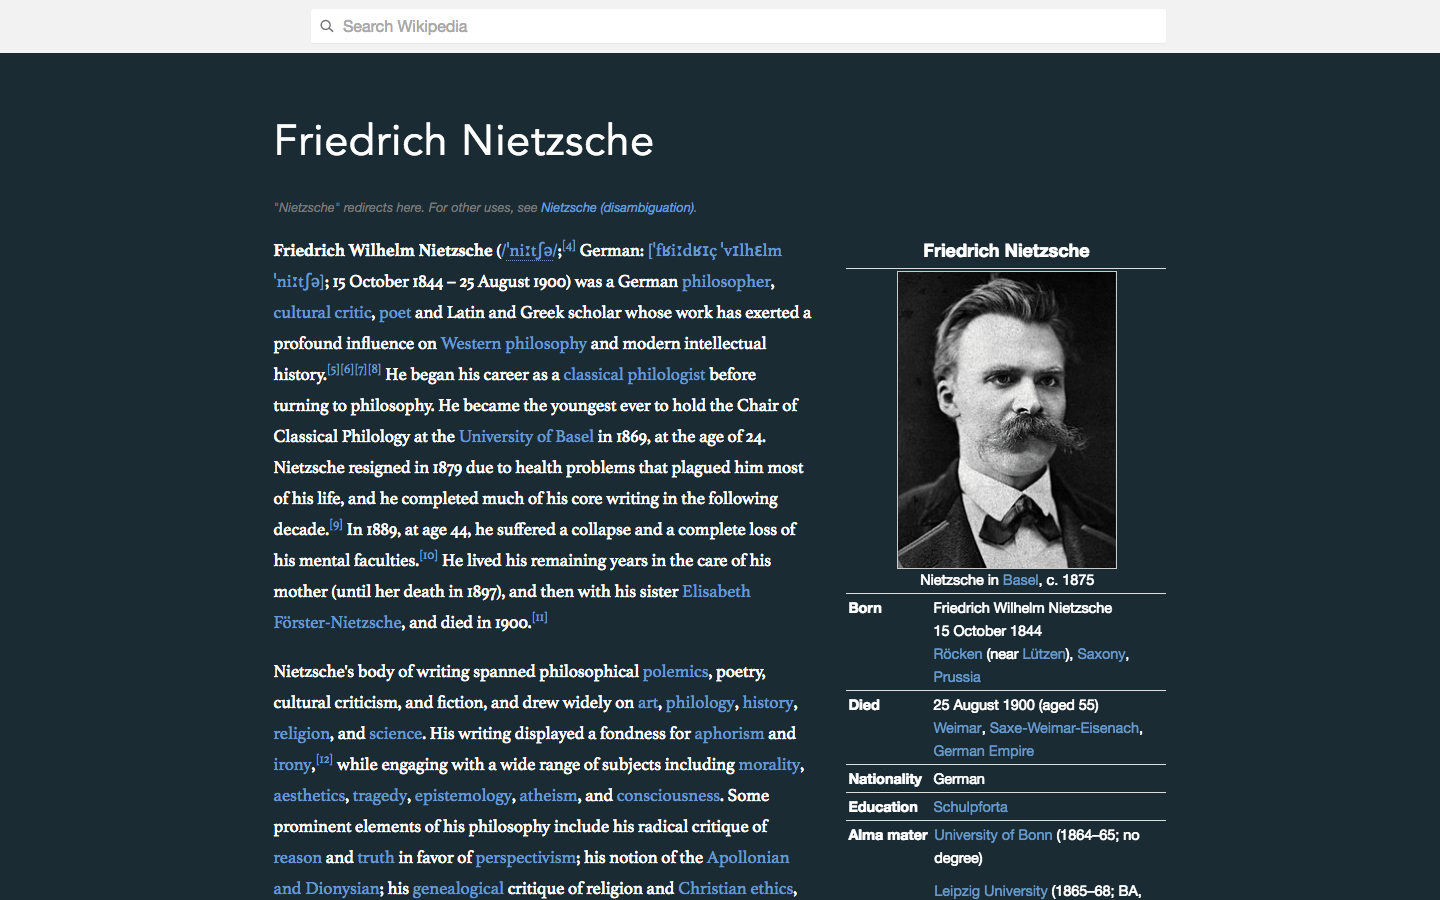 Search Wikipedia
Friedrich Nietzsche
"Nietzsche" redirects here. For other uses, see Nietzsche (disambiguation).
Friedrich Wilhelm Nietzsche (/ˈniːtʃə/;[4] German: [ˈfʁiːdʁɪç ˈvɪlhɛlm
ˈniːtʃə]; 15 October 1844 – 25 August 1900) was a German philosopher,
cultural critic, poet and Latin and Greek scholar whose work has exerted a
profound influence on Western philosophy and modern intellectual
history.[5][6][7][8] He began his career as a classical philologist before
turning to philosophy. He became the youngest ever to hold the Chair of
Classical Philology at the University of Basel in 1869, at the age of 24.
Nietzsche resigned in 1879 due to health problems that plagued him most
of his life, and he completed much of his core writing in the following
decade.[9] In 1889, at age 44, he suffered a collapse and a complete loss of
his mental faculties.[10] He lived his remaining years in the care of his
mother (until her death in 1897), and then with his sister Elisabeth
Förster-Nietzsche, and died in 1900.[11]
Nietzsche's body of writing spanned philosophical polemics, poetry,
cultural criticism, and fiction, and drew widely on art, philology, history,
religion, and science. His writing displayed a fondness for aphorism and
irony,[12] while engaging with a wide range of subjects including morality,
aesthetics, tragedy, epistemology, atheism, and consciousness. Some
prominent elements of his philosophy include his radical critique of
reason and truth in favor of perspectivism; his notion of the Apollonian
and Dionysian; his genealogical critique of religion and Christian ethics,
Friedrich Nietzsche
Nietzsche in Basel, c. 1875
Born Friedrich Wilhelm Nietzsche
15 October 1844
Röcken (near Lützen), Saxony,
Prussia
Died 25 August 1900 (aged 55)
Weimar, Saxe-Weimar-Eisenach,
German Empire
Nationality German
Education Schulpforta
Alma mater University of Bonn (1864–65; no
degree)
Leipzig University (1865–68; BA,